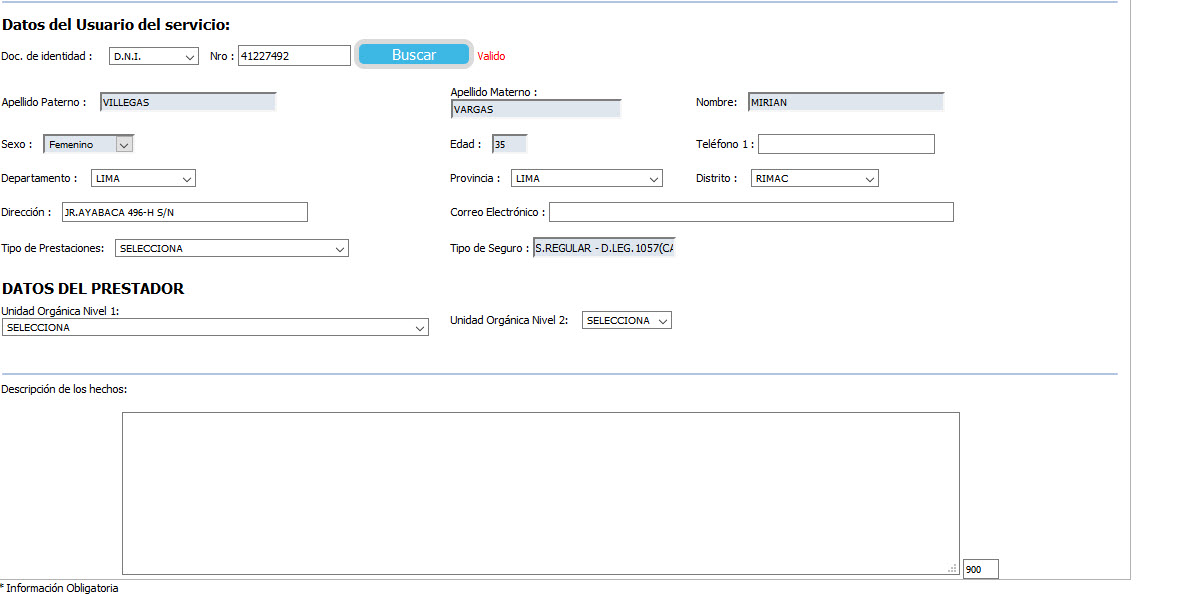 Datos del Usuario del servicio:
Doc. de identidad : D.N.I. Nro : 41227492 Buscar Valido
Apellido Paterno : VILLEGAS Apellido Materno : VARGAS Nombre: MIRIAN
Sexo : Femenino Edad : 35 Teléfono 1 :
Departamento : LIMA Provincia : LIMA Distrito : RIMAC
Dirección : JR.AYABACA 496-H S/N Correo Electrónico :
Tipo de Prestaciones: SELECCIONA Tipo de Seguro : S.REGULAR - D.LEG.1057(CA
DATOS DEL PRESTADOR
Unidad Orgánica Nivel 1:
SELECCIONA Unidad Orgánica Nivel 2: SELECCIONA
Descripción de los hechos:
900
* Información Obligatoria